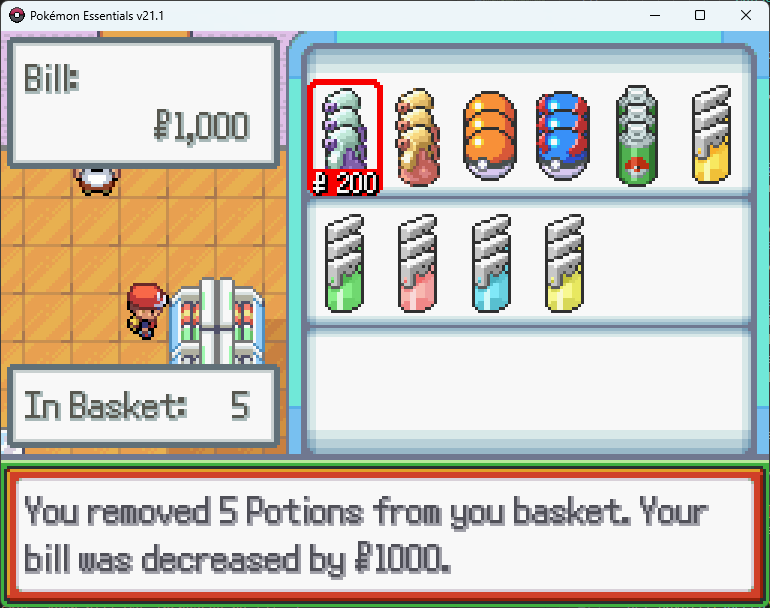 Pokémon Essentials v21.1
Bill:
₽1,000
₽ 200
In Basket: 5
You removed 5 Potions from you basket. Your
bill was decreased by ₽1000.